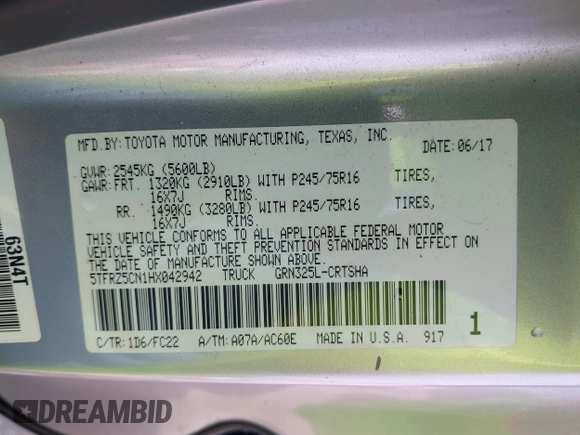 MFD.BY:TOYOTA MOTOR MANUFACTURING, TEXAS, INC. DATE:06/17
GVWR:2545KG (5600LB)
GAWR:FRT. 1320KG (2910LB) WITH P245/75R16 TIRES,
16X7J RIMS.
RR. 1490KG (3280LB) WITH P245/75R16 TIRES,
16X7J RIMS.
THIS VEHICLE CONFORMS TO ALL APPLICABLE FEDERAL MOTOR
VEHICLE SAFETY AND THEFT PREVENTION STANDARDS IN EFFECT ON
THE DATE OF MANUFACTURE SHOWN ABOVE.
5TFRZ5CN1HX042942 TRUCK GRN325L-CRTSHA
C/TR:1D6/FC22 A/TM:A07A/AC60E MADE IN U.S.A. 917 1
63N4T
DREAMBID